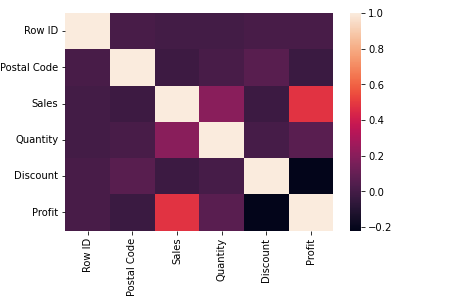 Row ID
Postal Code
Sales
Quantity
Discount
Profit
Row ID
Postal Code
Sales
Quantity
Discount
Profit
1.0
0.8
0.6
0.4
0.2
0.0
−0.2